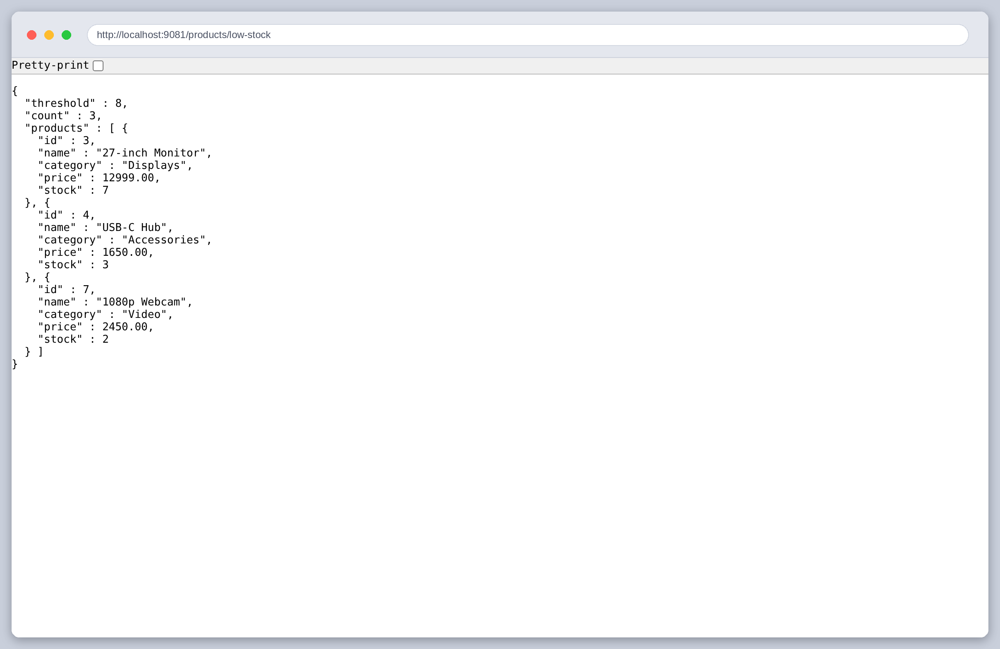 http://localhost:9081/products/low-stock
Pretty-print
{
  "threshold" : 8,
  "count" : 3,
  "products" : [ {
    "id" : 3,
    "name" : "27-inch Monitor",
    "category" : "Displays",
    "price" : 12999.00,
    "stock" : 7
  }, {
    "id" : 4,
    "name" : "USB-C Hub",
    "category" : "Accessories",
    "price" : 1650.00,
    "stock" : 3
  }, {
    "id" : 7,
    "name" : "1080p Webcam",
    "category" : "Video",
    "price" : 2450.00,
    "stock" : 2
  } ]
}